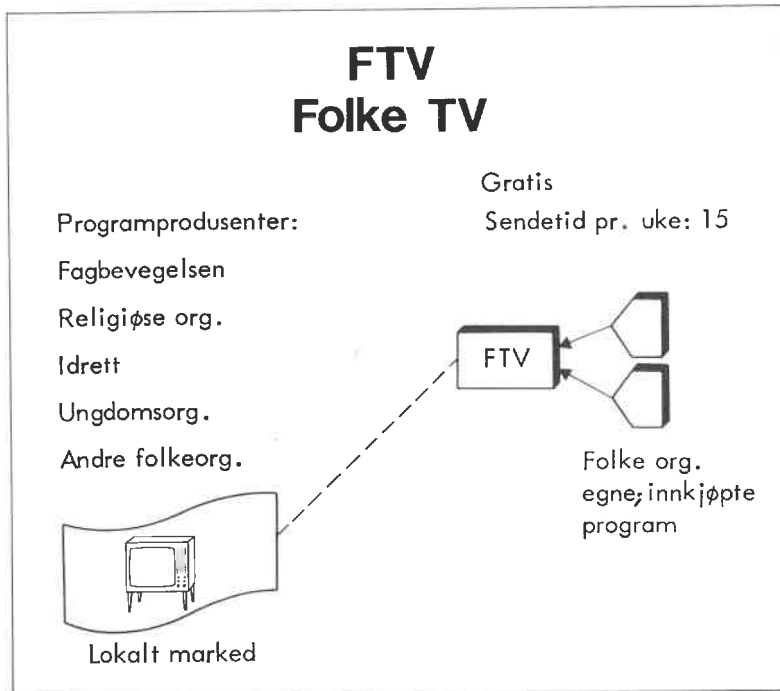 FTV
Folke TV
Gratis
Sendetid pr. uke: 15
Programprodusenter:
Fagbevegelsen
Religiøse org.
Idrett
Ungdomsorg.
Andre folkeorg.
FTV
Folke org.
egne; innkjøpte
program
Lokalt marked